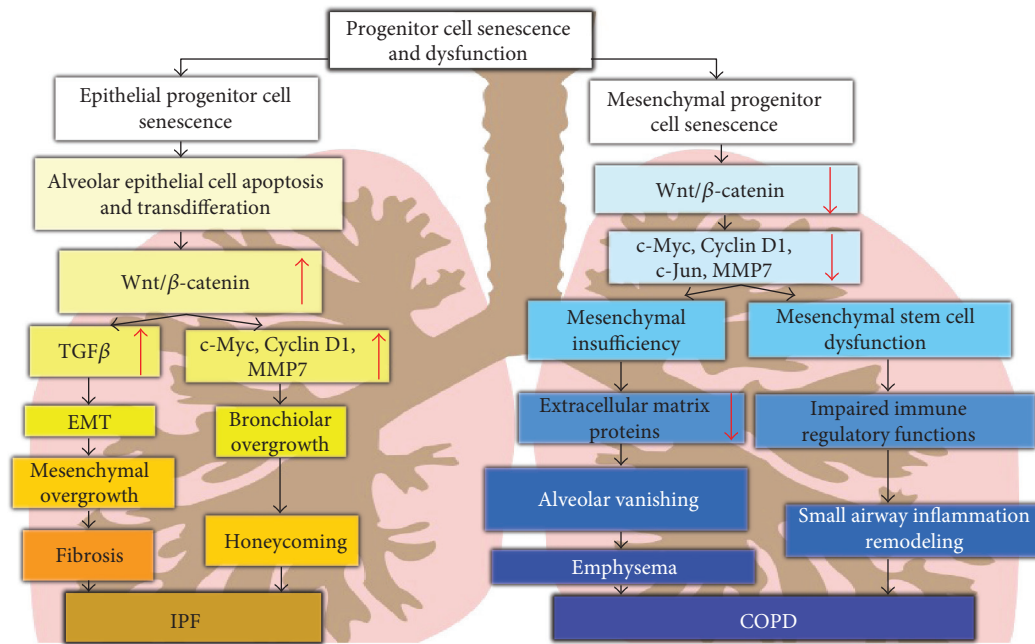 Progenitor cell senescence
and dysfunction
Epithelial progenitor cell
senescence
Mesenchymal progenitor
cell senescence
Alveolar epithelial cell apoptosis
and transdifferation
Wnt/β-catenin
Wnt/β-catenin
c-Myc, Cyclin D1,
c-Jun, MMP7
TGFβ
c-Myc, Cyclin D1,
MMP7
Mesenchymal
insufficiency
Mesenchymal stem cell
dysfunction
EMT
Bronchiolar
overgrowth
Extracellular matrix
proteins
Impaired immune
regulatory functions
Mesenchymal
overgrowth
Alveolar vanishing
Fibrosis
Honeycoming
Small airway inflammation
remodeling
Emphysema
IPF
COPD